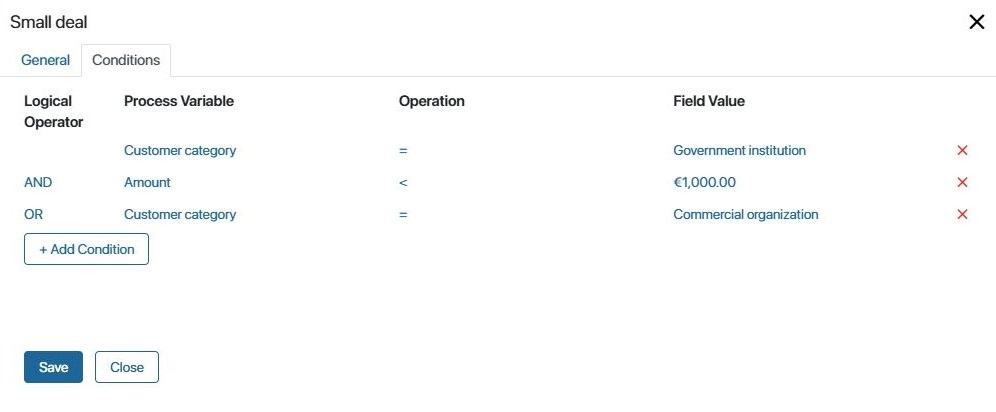 Small deal
General Conditions
Logical Operator Process Variable Operation Field Value
Customer category = Government institution
AND Amount < €1,000.00
OR Customer category = Commercial organization
+ Add Condition
Save Close